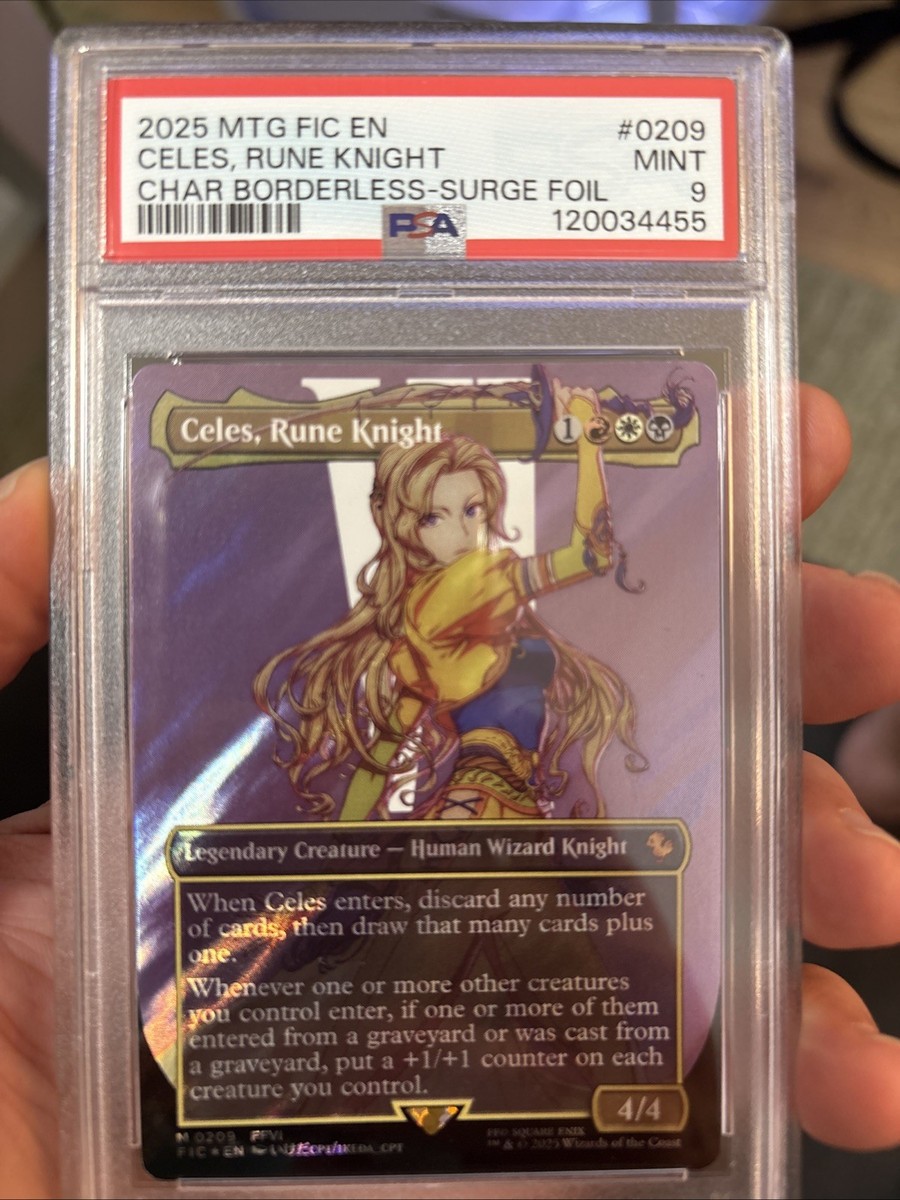 2025 MTG FIC EN #0209
CELES, RUNE KNIGHT MINT
CHAR BORDERLESS-SURGE FOIL 9
PSA 120034455
VI
Celes, Rune Knight 1
Legendary Creature — Human Wizard Knight
When Celes enters, discard any number
of cards, then draw that many cards plus
one.
Whenever one or more other creatures
you control enter, if one or more of them
entered from a graveyard or was cast from
a graveyard, put a +1/+1 counter on each
creature you control.
4/4
M 0209 FFVI
FIC ★ EN
™ & © 2025 Wizards of the Coast